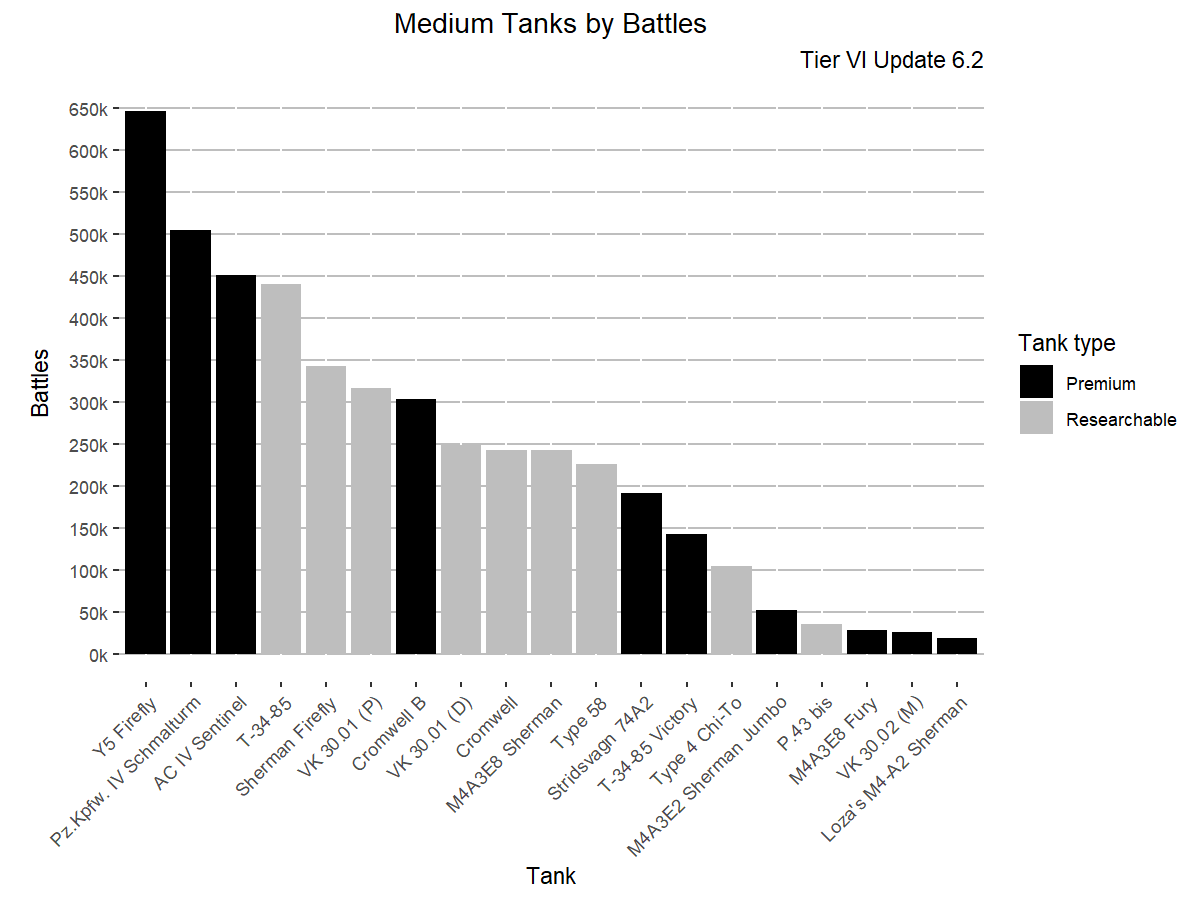 Medium Tanks by Battles
Tier VI Update 6.2
650k
600k
550k
500k
450k
400k
350k
300k
250k
200k
150k
100k
50k
0k
Battles
Y5 Firefly
Pz.Kpfw. IV Schmalturm
AC IV Sentinel
T-34-85
Sherman Firefly
VK 30.01 (P)
Cromwell B
VK 30.01 (D)
Cromwell
M4A3E8 Sherman
Type 58
Stridsvagn 74A2
T-34-85 Victory
Type 4 Chi-To
M4A3E2 Sherman Jumbo
P.43 bis
M4A3E8 Fury
VK 30.02 (M)
Loza's M4-A2 Sherman
Tank
Tank type
Premium
Researchable